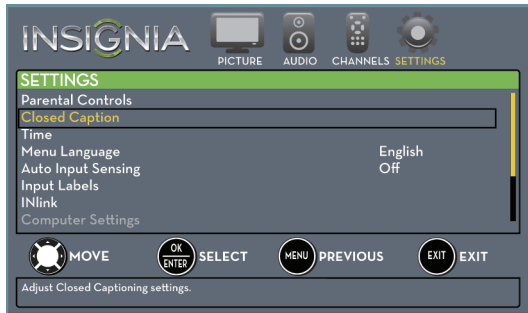 INSIGNIA
PICTURE AUDIO CHANNELS SETTINGS
SETTINGS
Parental Controls
Closed Caption
Time
Menu Language English
Auto Input Sensing Off
Input Labels
INlink
Computer Settings
MOVE OK ENTER SELECT MENU PREVIOUS EXIT EXIT
Adjust Closed Captioning settings.